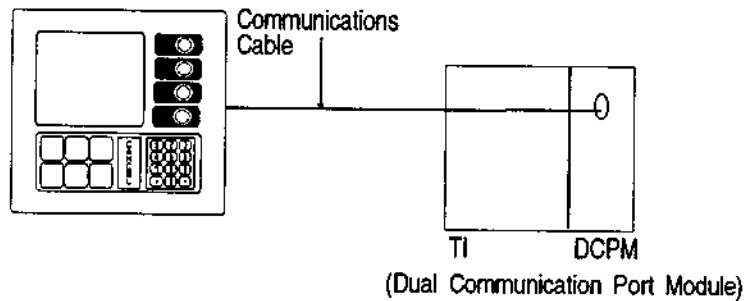 Communications
Cable
TI
DCPM
(Dual Communication Port Module)